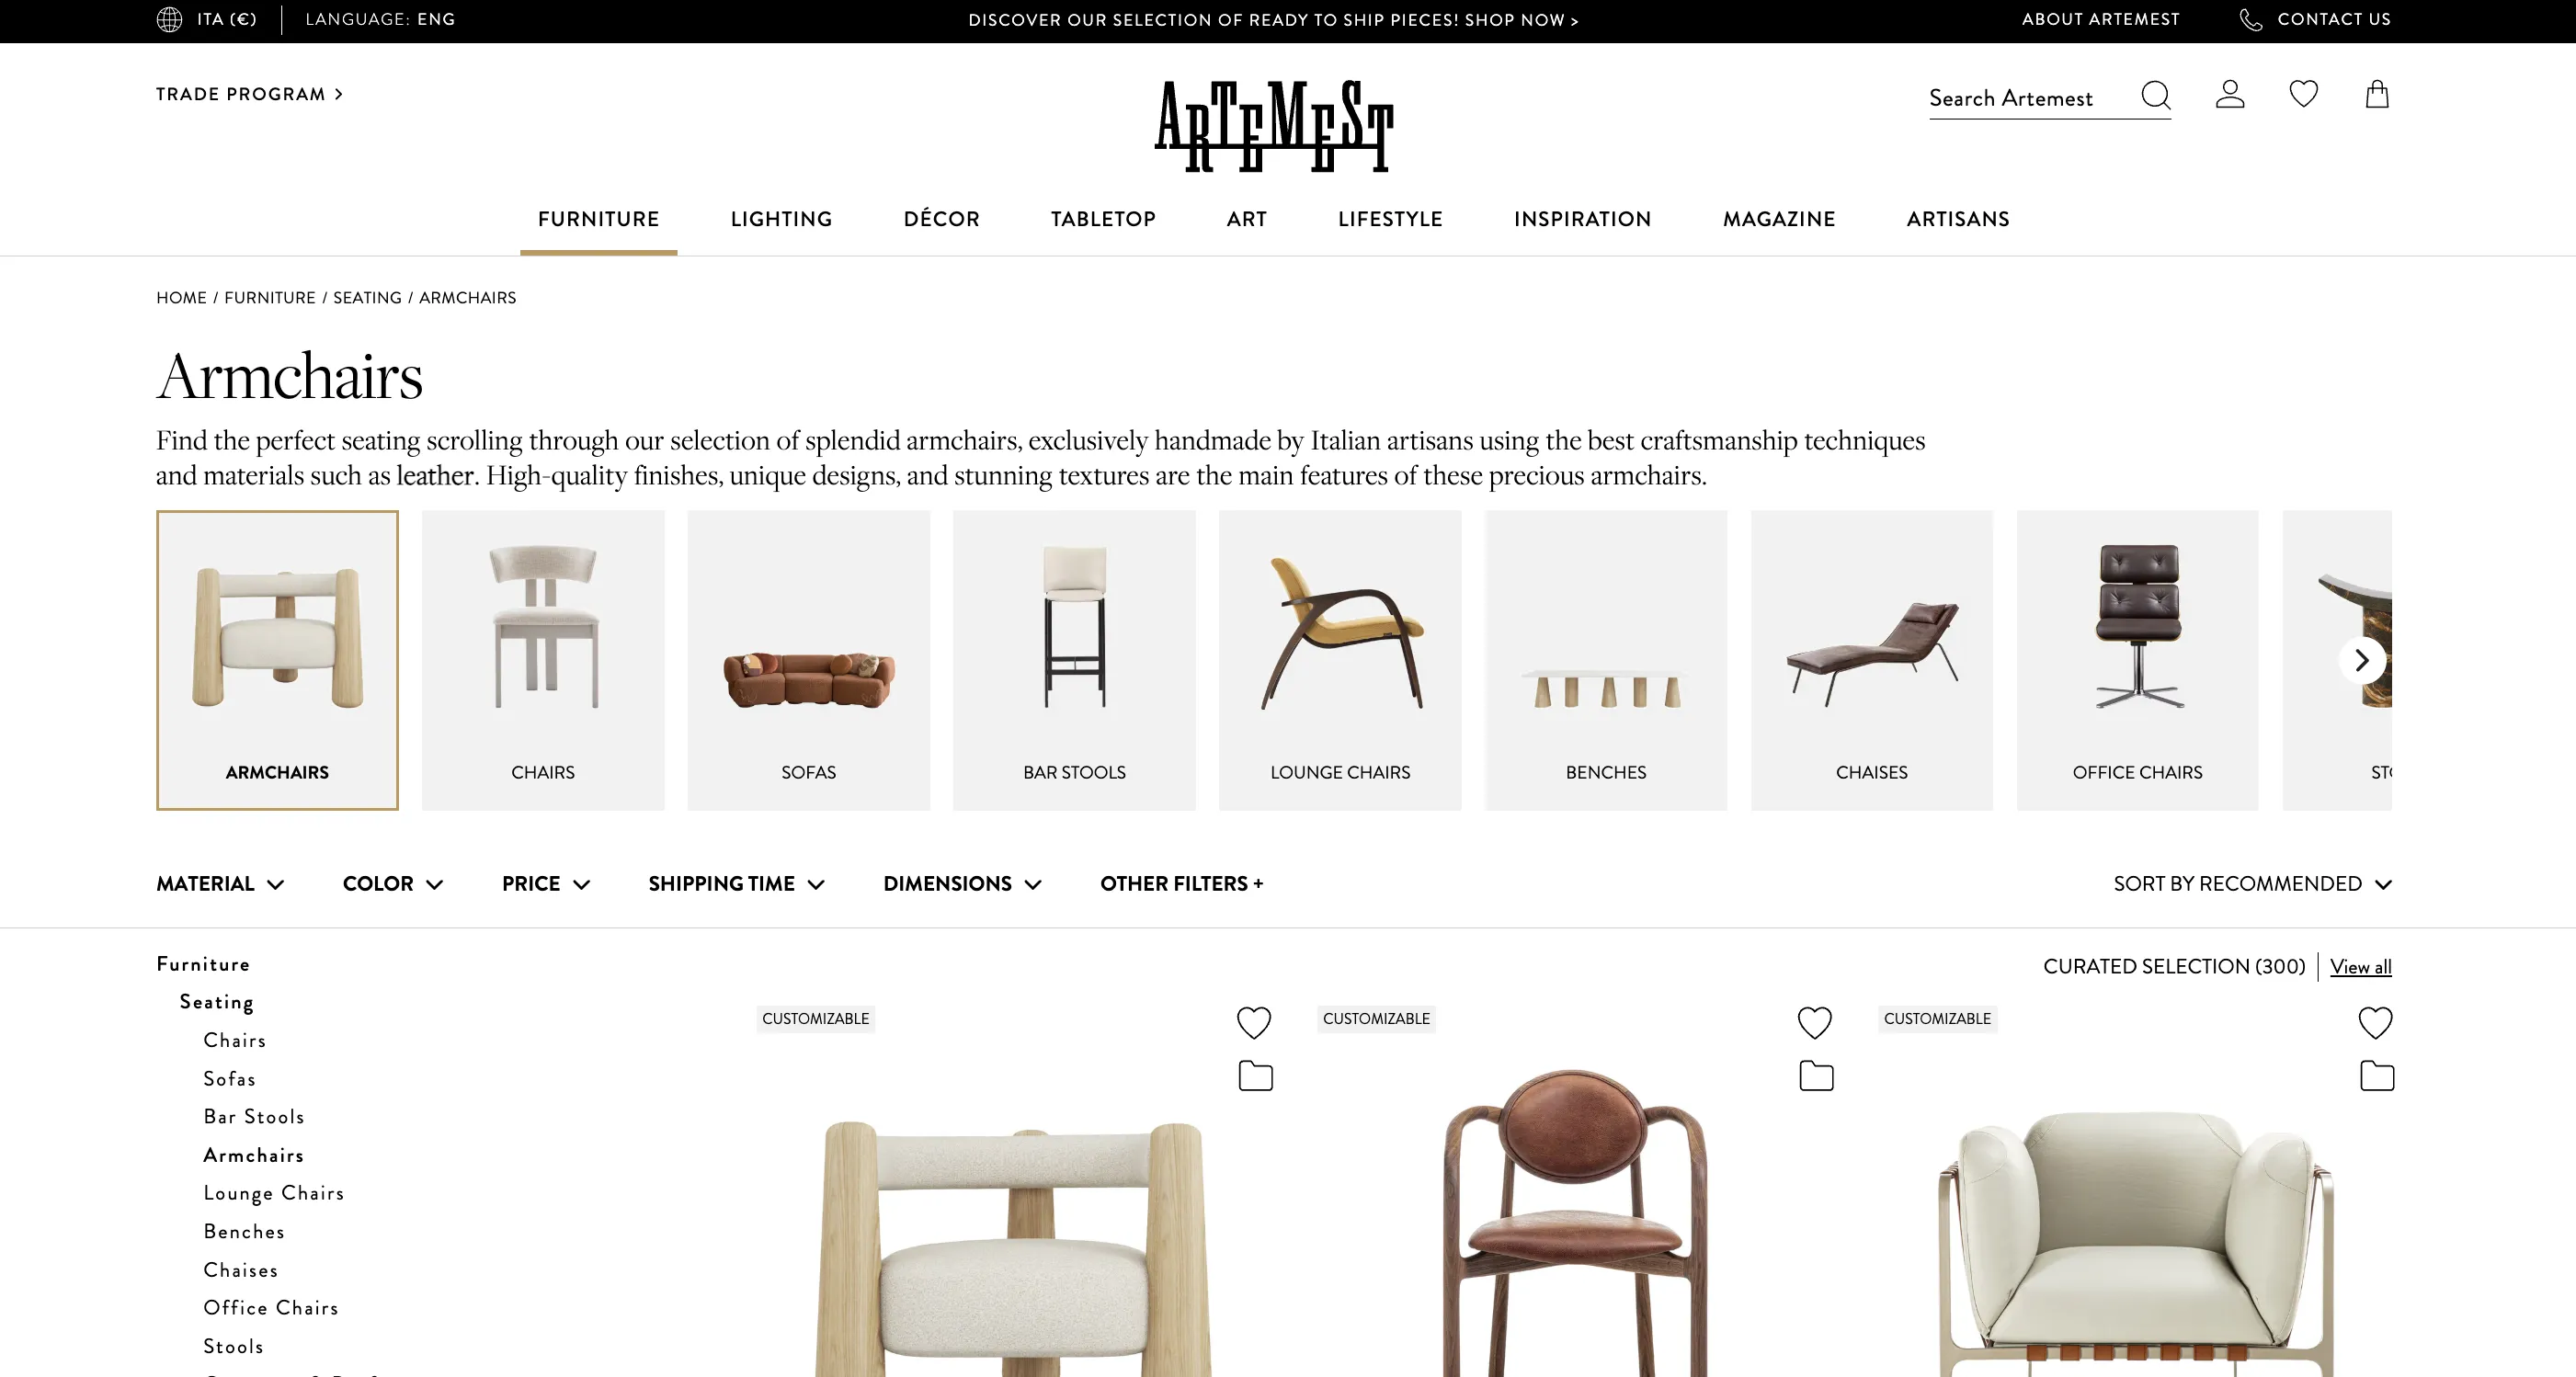 ITA (€)
LANGUAGE: ENG
DISCOVER OUR SELECTION OF READY TO SHIP PIECES! SHOP NOW >
ABOUT ARTEMEST
CONTACT US
TRADE PROGRAM >
ARTEMEST
Search Artemest
FURNITURE
LIGHTING
DÉCOR
TABLETOP
ART
LIFESTYLE
INSPIRATION
MAGAZINE
ARTISANS
HOME / FURNITURE / SEATING / ARMCHAIRS
Armchairs
Find the perfect seating scrolling through our selection of splendid armchairs, exclusively handmade by Italian artisans using the best craftsmanship techniques
and materials such as leather. High-quality finishes, unique designs, and stunning textures are the main features of these precious armchairs.
ARMCHAIRS
CHAIRS
SOFAS
BAR STOOLS
LOUNGE CHAIRS
BENCHES
CHAISES
OFFICE CHAIRS
MATERIAL
COLOR
PRICE
SHIPPING TIME
DIMENSIONS
OTHER FILTERS +
SORT BY RECOMMENDED
CURATED SELECTION (300)
View all
Furniture
Seating
Chairs
Sofas
Bar Stools
Armchairs
Lounge Chairs
Benches
Chaises
Office Chairs
Stools
CUSTOMIZABLE
CUSTOMIZABLE
CUSTOMIZABLE